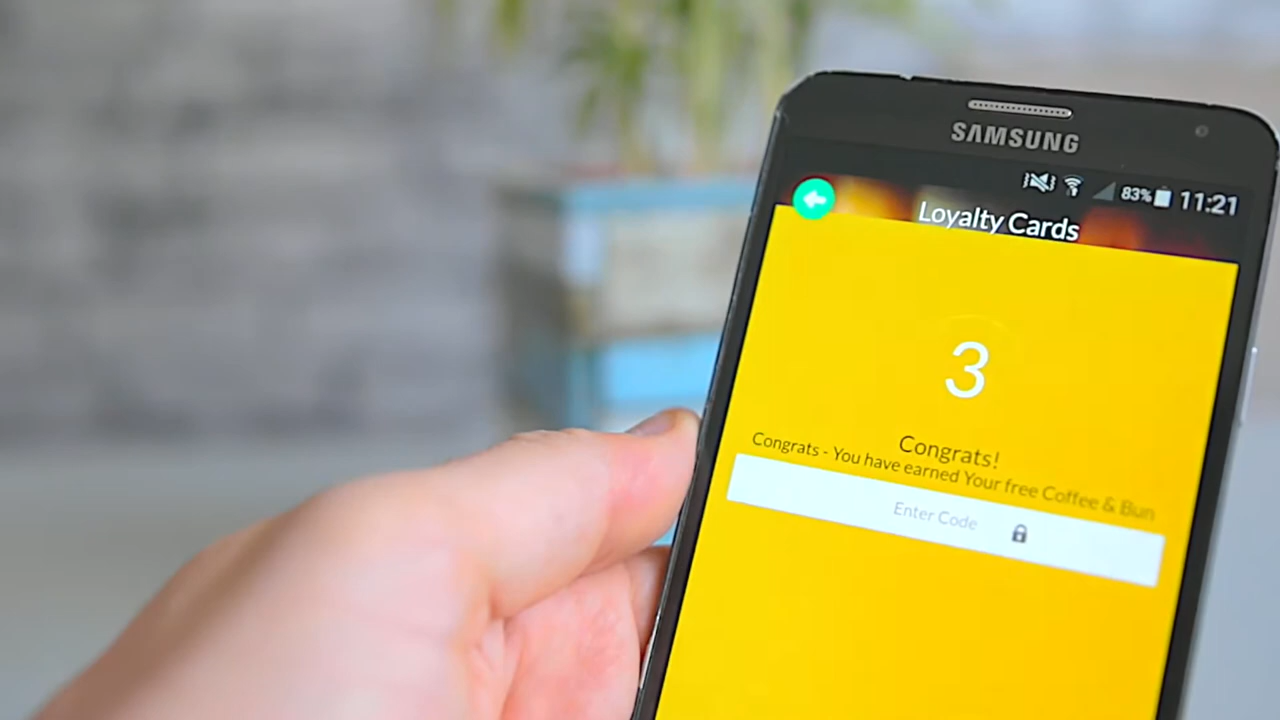 SAMSUNG
83% 11:21
Loyalty Cards
3
Congrats!
Congrats - You have earned Your free Coffee & Bun
Enter Code